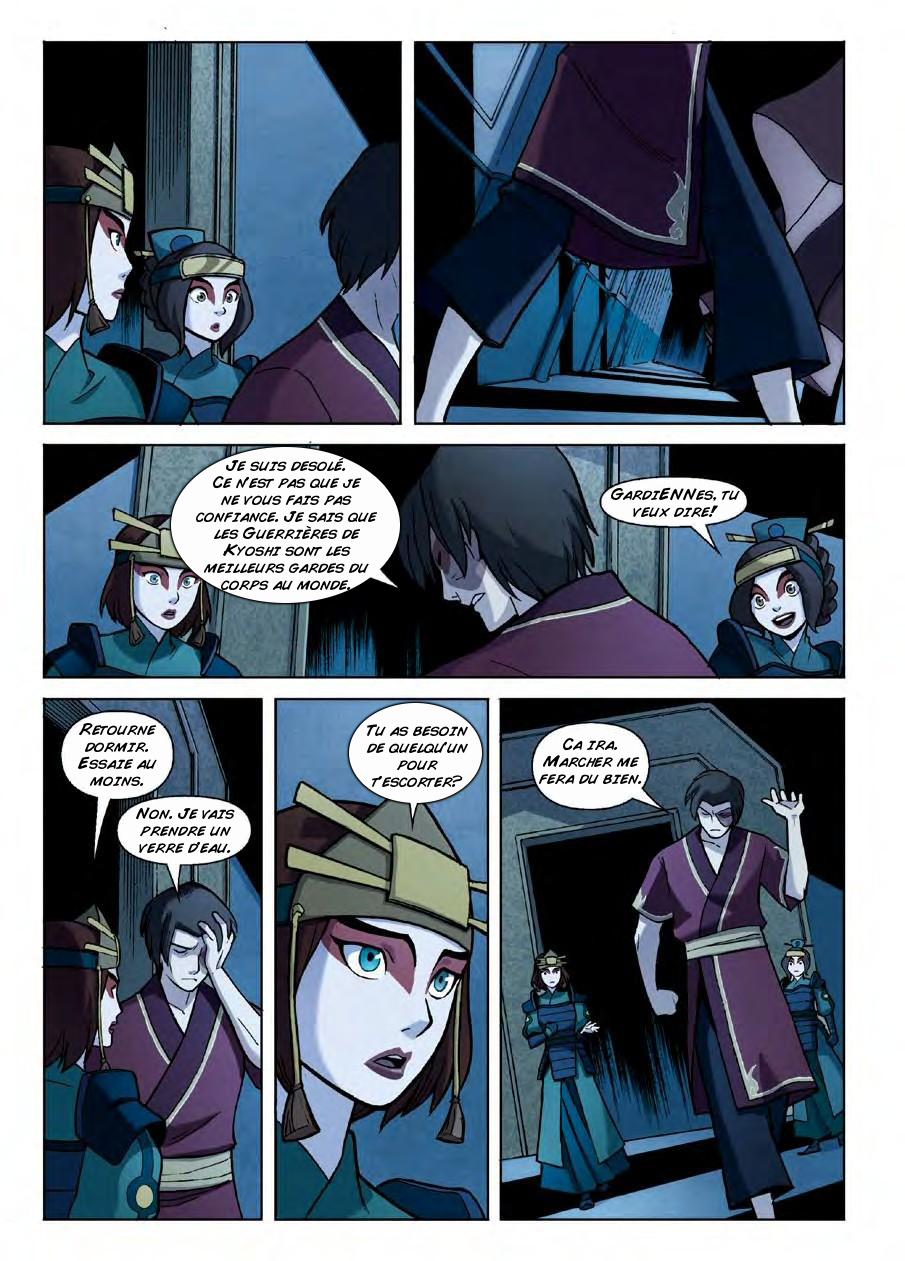 JE SUIS DESOLÉ.
CE N'EST PAS QUE JE
NE VOUS FAIS PAS
CONFIANCE. JE SAIS QUE
LES GUERRIÈRES DE
KYOSHI SONT LES
MEILLEURS GARDES DU
CORPS AU MONDE.
GARDIENNES, TU
VEUX DIRE!
RETOURNE
DORMIR.
ESSAIE AU
MOINS.
NON. JE VAIS
PRENDRE UN
VERRE D'EAU.
TU AS BESOIN
DE QUELQU'UN
POUR
T'ESCORTER?
CA IRA.
MARCHER ME
FERA DU BIEN.